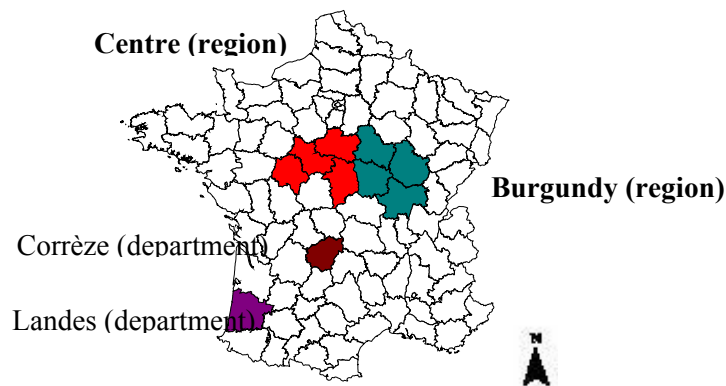 Centre (region)
Burgundy (region)
Corrèze (department)
Landes (department)
N